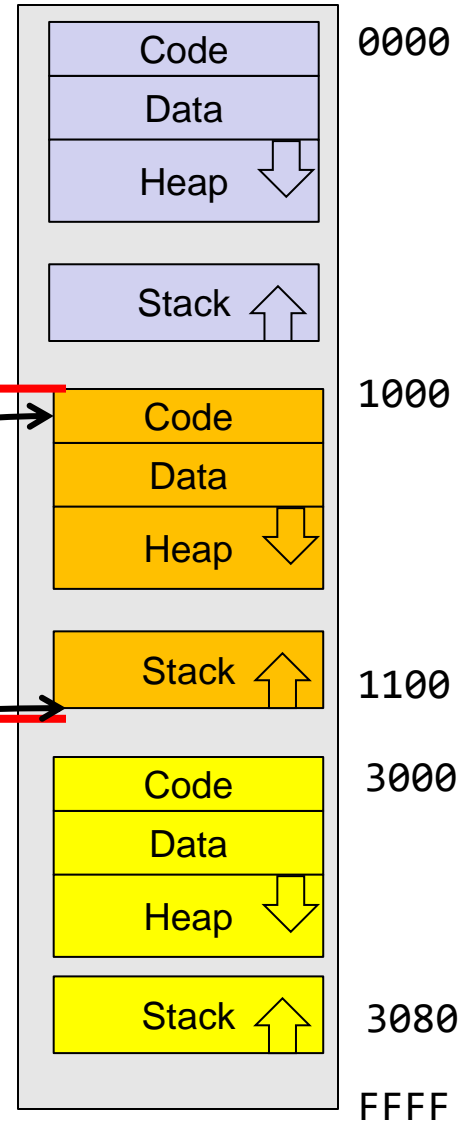 Code 0000
Data
Heap
Stack
Code 1000
Data
Heap
Stack 1100
Code 3000
Data
Heap
Stack 3080
FFFF